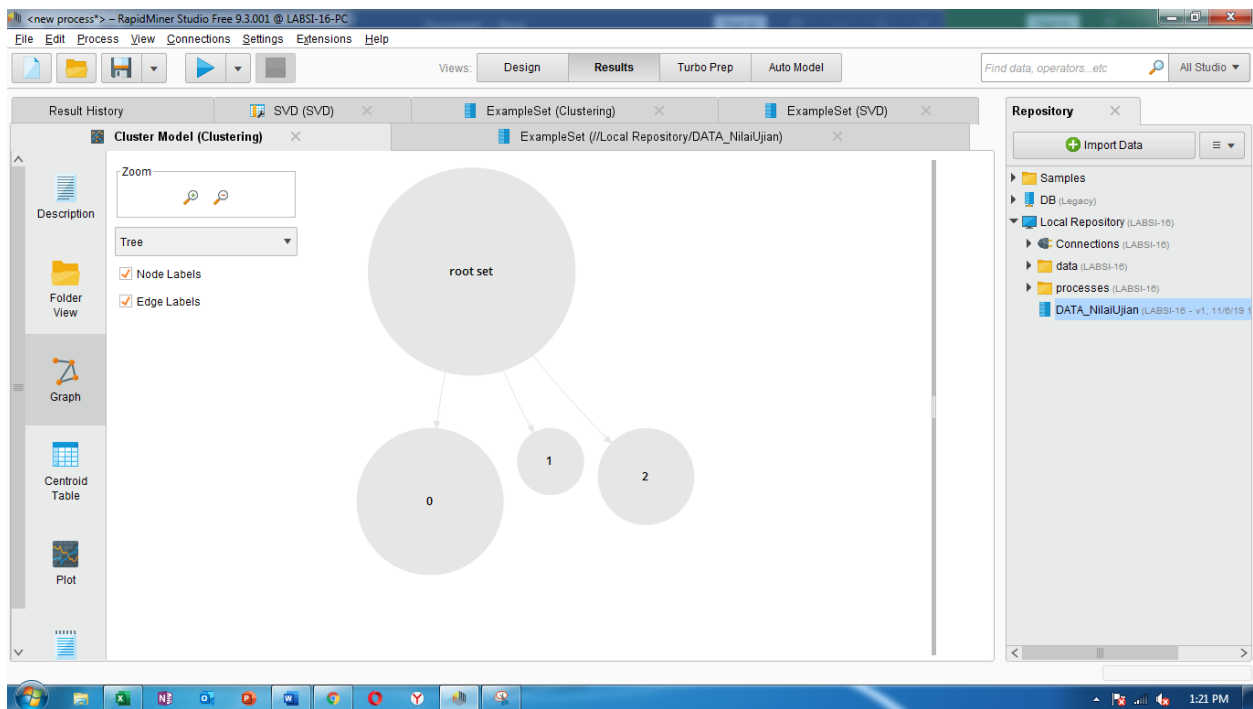 <new process*> – RapidMiner Studio Free 9.3.001 @ LABSI-16-PC
File Edit Process View Connections Settings Extensions Help
Views: Design Results Turbo Prep Auto Model
Find data, operators...etc
All Studio
Result History
SVD (SVD)
ExampleSet (Clustering)
ExampleSet (SVD)
Cluster Model (Clustering)
ExampleSet (//Local Repository/DATA_NilaiUjian)
Description
Folder
View
Graph
Centroid
Table
Plot
Zoom
Tree
Node Labels
Edge Labels
root set
0
1
2
Repository
Import Data
Samples
DB (Legacy)
Local Repository (LABSI-16)
Connections (LABSI-16)
data (LABSI-16)
processes (LABSI-16)
DATA_NilaiUjian (LABSI-16 - v1, 11/6/19 1
1:21 PM